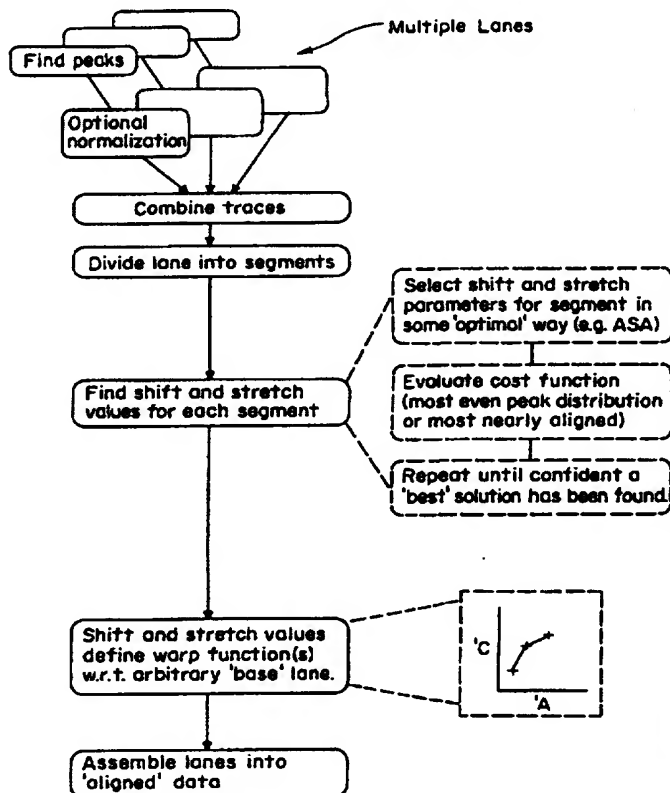 Multiple Lanes
Find peaks
Optional
normalization
Combine traces
Divide lane into segments
Select shift and stretch
parameters for segment in
some 'optimal' way (e.g. ASA)
Find shift and stretch
values for each segment
Evaluate cost function
(most even peak distribution
or most nearly aligned)
Repeat until confident a
'best' solution has been found.
Shift and stretch values
define warp function(s)
w.r.t. arbitrary 'base' lane.
'C
'A
Assemble lanes into
'aligned' data